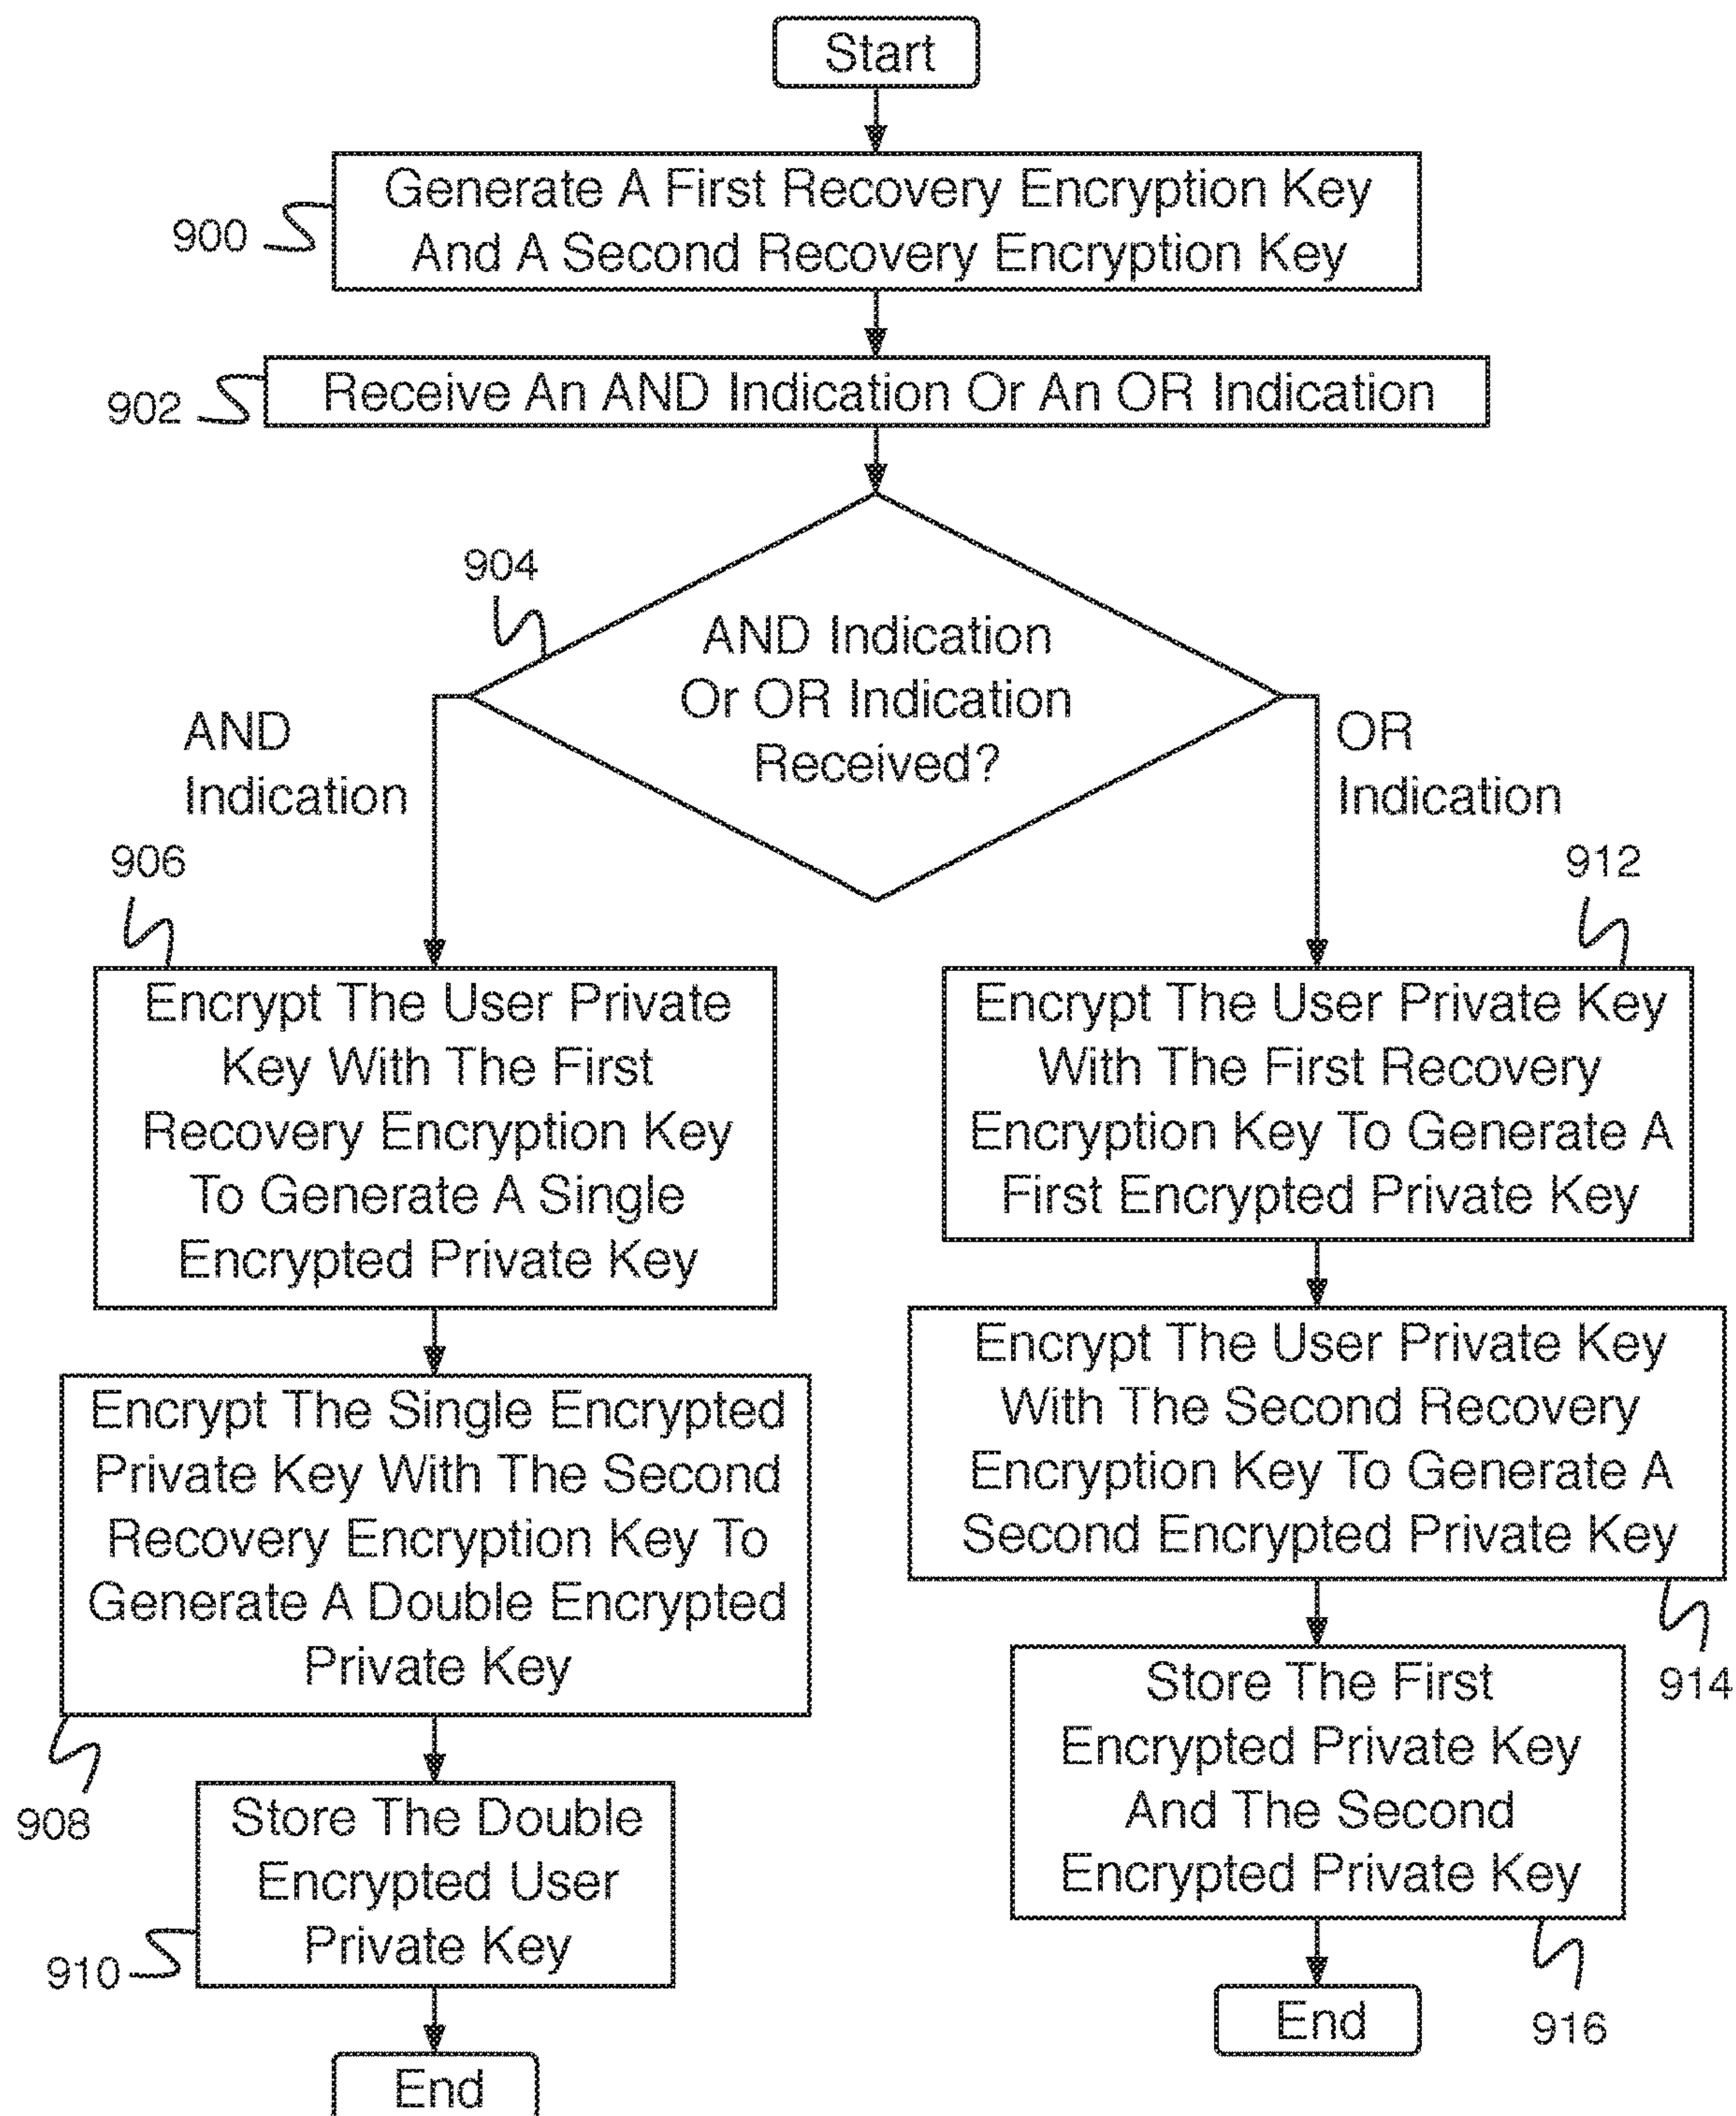 Start
Generate A First Recovery Encryption Key
And A Second Recovery Encryption Key
900
Receive An AND Indication Or An OR Indication
902
904
AND Indication
Or OR Indication
Received?
AND
Indication
OR
Indication
906
Encrypt The User Private
Key With The First
Recovery Encryption Key
To Generate A Single
Encrypted Private Key
Encrypt The Single Encrypted
Private Key With The Second
Recovery Encryption Key To
Generate A Double Encrypted
Private Key
908
Store The Double
Encrypted User
Private Key
910
End
912
Encrypt The User Private Key
With The First Recovery
Encryption Key To Generate A
First Encrypted Private Key
Encrypt The User Private Key
With The Second Recovery
Encryption Key To Generate A
Second Encrypted Private Key
914
Store The First
Encrypted Private Key
And The Second
Encrypted Private Key
916
End